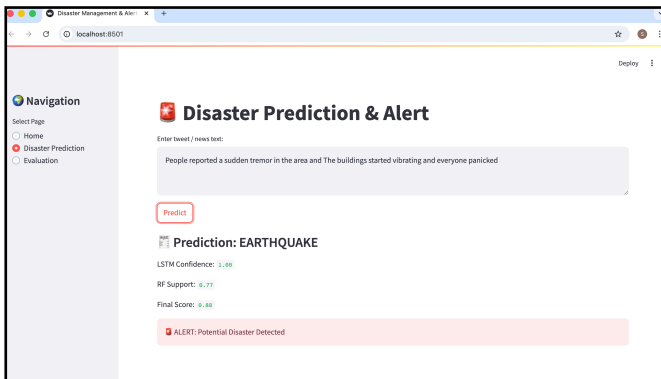 Disaster Management & Alert
localhost:8501
S
Deploy
Navigation
Select Page
Home
Disaster Prediction
Evaluation
Disaster Prediction & Alert
Enter tweet / news text:
People reported a sudden tremor in the area and The buildings started vibrating and everyone panicked
Predict
Prediction: EARTHQUAKE
LSTM Confidence: 1.00
RF Support: 0.77
Final Score: 0.88
ALERT: Potential Disaster Detected